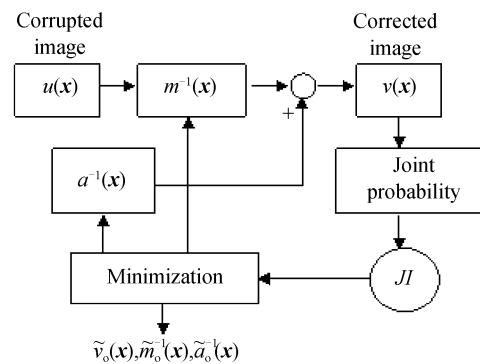 Corrupted image
Corrected image
u(x)
m⁻¹(x)
v(x)
+
a⁻¹(x)
Joint probability
Minimization
JI
ṽₒ(x), m̃ₒ⁻¹(x), ãₒ⁻¹(x)